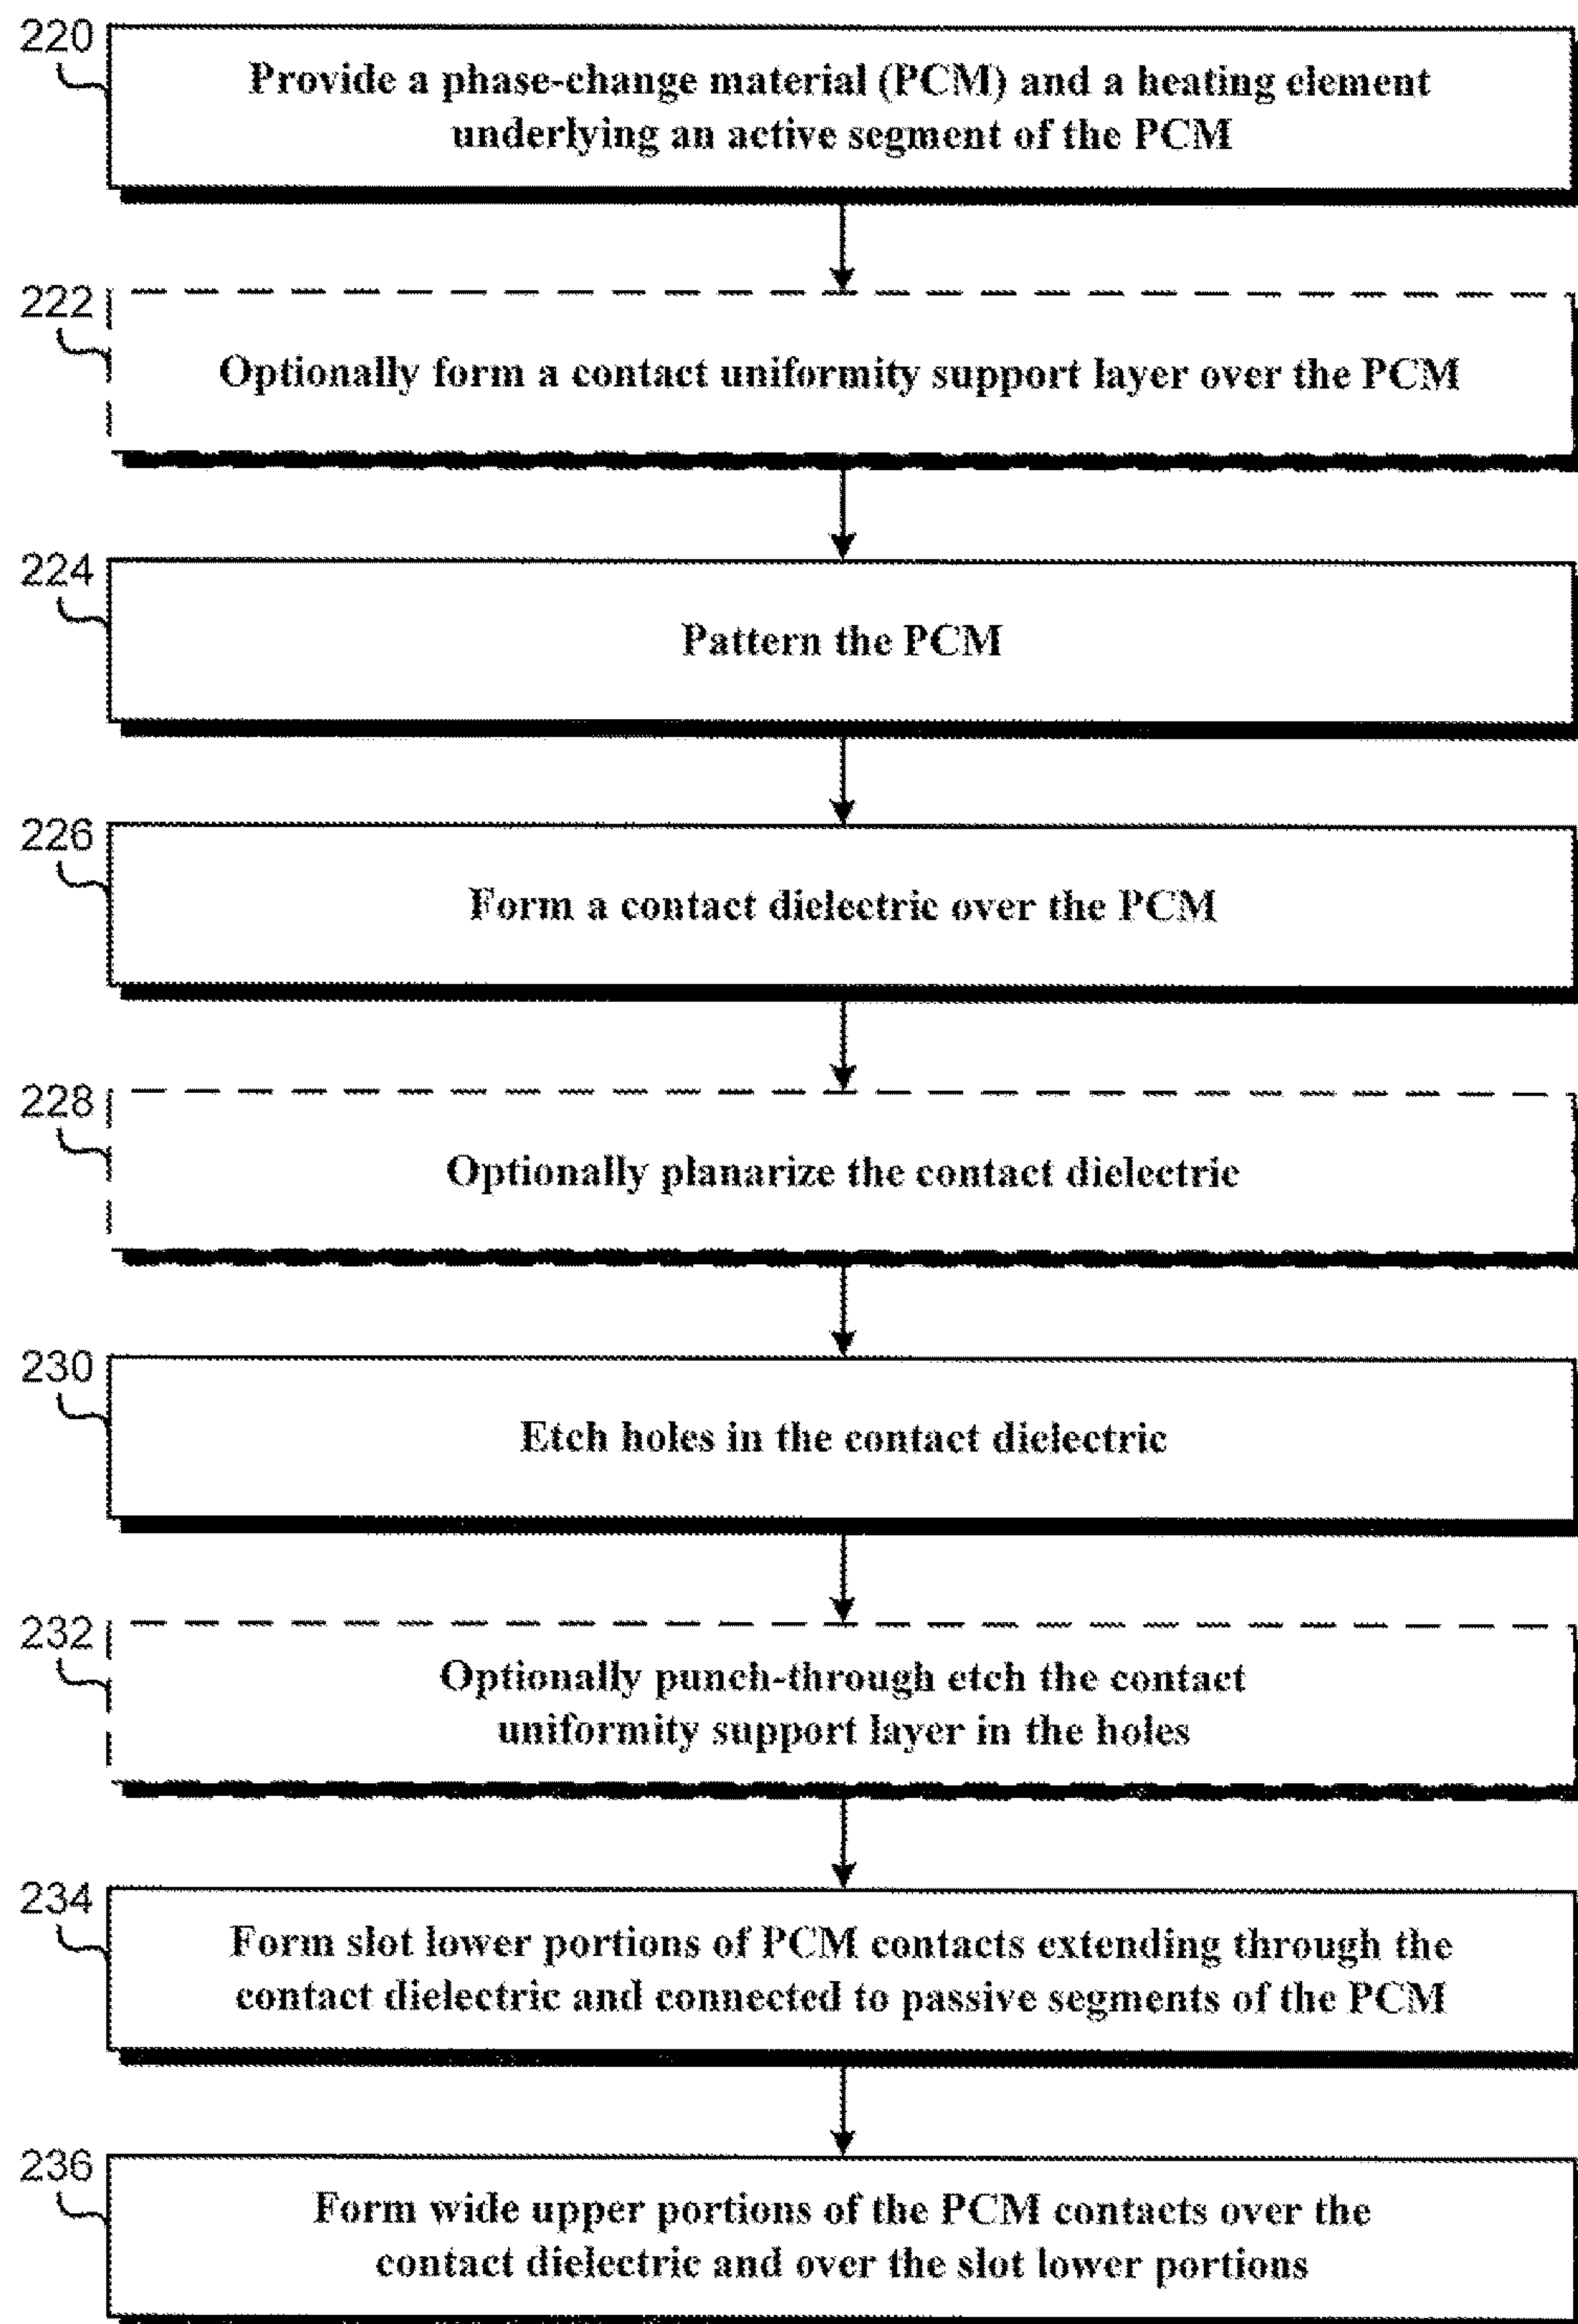 220
Provide a phase-change material (PCM) and a heating element
underlying an active segment of the PCM
222
Optionally form a contact uniformity support layer over the PCM
224
Pattern the PCM
226
Form a contact dielectric over the PCM
228
Optionally planarize the contact dielectric
230
Etch holes in the contact dielectric
232
Optionally punch-through etch the contact
uniformity support layer in the holes
234
Form slot lower portions of PCM contacts extending through the
contact dielectric and connected to passive segments of the PCM
236
Form wide upper portions of the PCM contacts over the
contact dielectric and over the slot lower portions